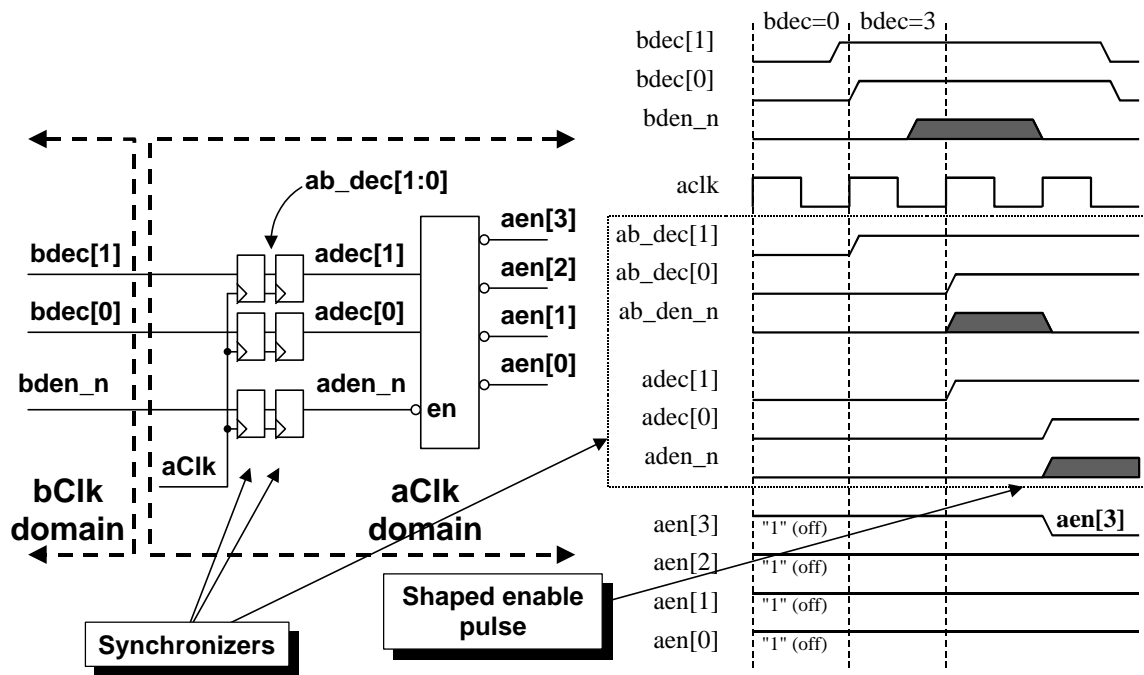 ab_dec[1:0]
bdec[1]
adec[1]
bdec[0]
adec[0]
bden_n
aden_n
en
aen[3]
aen[2]
aen[1]
aen[0]
aClk
bClk
domain
aClk
domain
Synchronizers
Shaped enable
pulse
bdec=0
bdec=3
bdec[1]
bdec[0]
bden_n
aclk
ab_dec[1]
ab_dec[0]
ab_den_n
adec[1]
adec[0]
aden_n
aen[3]
"1" (off)
aen[3]
aen[2]
"1" (off)
aen[1]
"1" (off)
aen[0]
"1" (off)